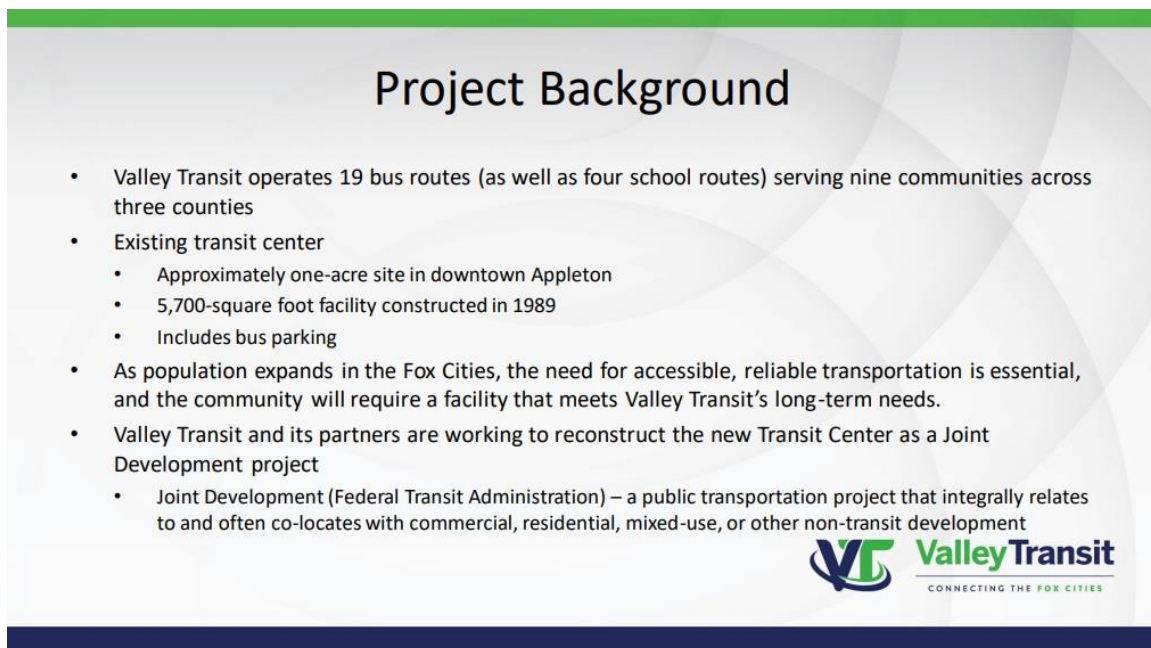 Project Background
• Valley Transit operates 19 bus routes (as well as four school routes) serving nine communities across
three counties
• Existing transit center
• Approximately one-acre site in downtown Appleton
• 5,700-square foot facility constructed in 1989
• Includes bus parking
• As population expands in the Fox Cities, the need for accessible, reliable transportation is essential,
and the community will require a facility that meets Valley Transit’s long-term needs.
• Valley Transit and its partners are working to reconstruct the new Transit Center as a Joint
Development project
• Joint Development (Federal Transit Administration) – a public transportation project that integrally relates
to and often co-locates with commercial, residential, mixed-use, or other non-transit development
VT ValleyTransit
CONNECTING THE FOX CITIES